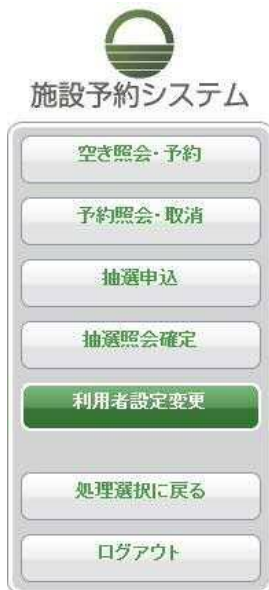 施設予約システム
空き照会・予約
予約照会・取消
抽選申込
抽選照会確定
利用者設定変更
処理選択に戻る
ログアウト